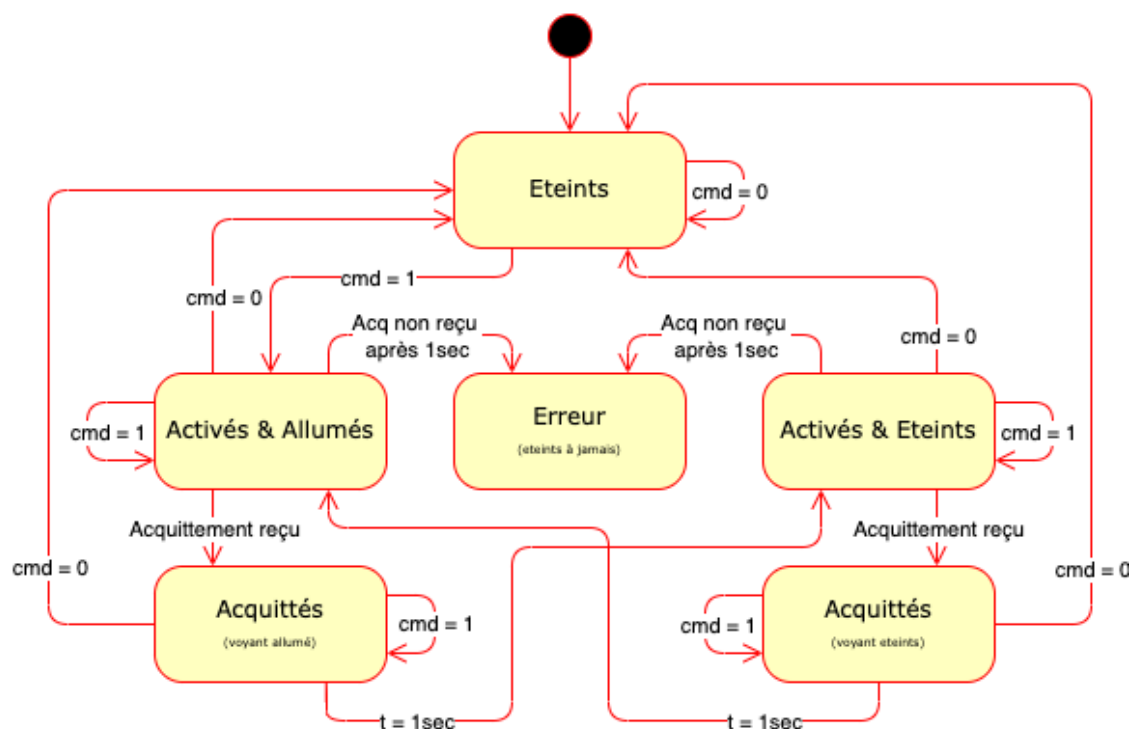 Eteints
cmd = 0
cmd = 1
cmd = 0
Acq non reçu
après 1sec
Acq non reçu
après 1sec
cmd = 0
Activés & Allumés
cmd = 1
Erreur
(eteints à jamais)
Activés & Eteints
cmd = 1
Acquittement reçu
Acquittement reçu
cmd = 0
cmd = 0
Acquittés
(voyant allumé)
cmd = 1
Acquittés
(voyant eteints)
cmd = 1
t = 1sec
t = 1sec